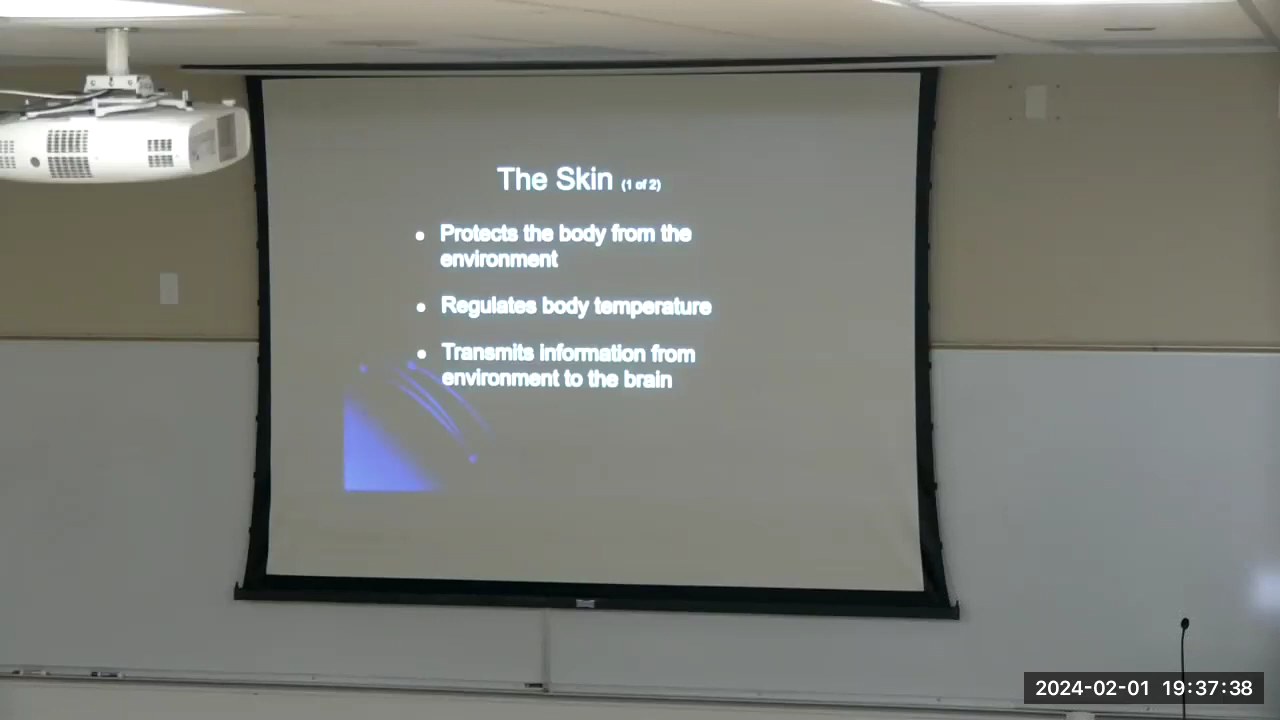 The Skin (1 of 2)
• Protects the body from the
environment
• Regulates body temperature
• Transmits information from
environment to the brain
2024-02-01 19:37:38